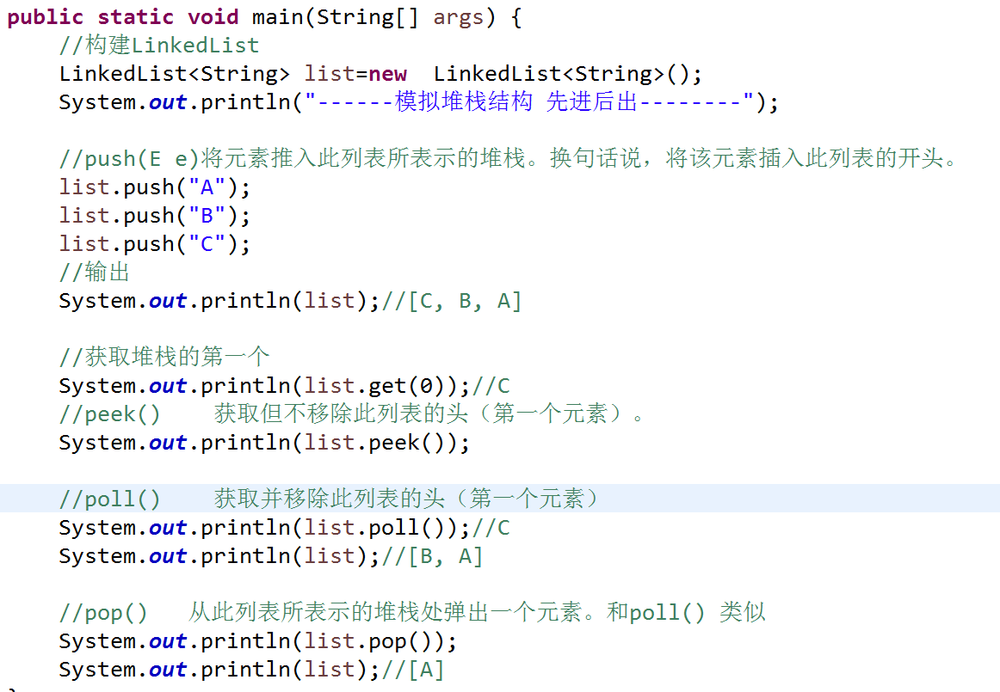 public static void main(String[] args) {
    //构建LinkedList
    LinkedList<String> list=new  LinkedList<String>();
    System.out.println("------模拟堆栈结构 先进后出--------");

    //push(E e)将元素推入此列表所表示的堆栈。换句话说，将该元素插入此列表的开头。
    list.push("A");
    list.push("B");
    list.push("C");
    //输出
    System.out.println(list);//[C, B, A]

    //获取堆栈的第一个
    System.out.println(list.get(0));//C
    //peek()    获取但不移除此列表的头（第一个元素）。
    System.out.println(list.peek());

    //poll()    获取并移除此列表的头（第一个元素）
    System.out.println(list.poll());//C
    System.out.println(list);//[B, A]

    //pop()   从此列表所表示的堆栈处弹出一个元素。和poll() 类似
    System.out.println(list.pop());
    System.out.println(list);//[A]